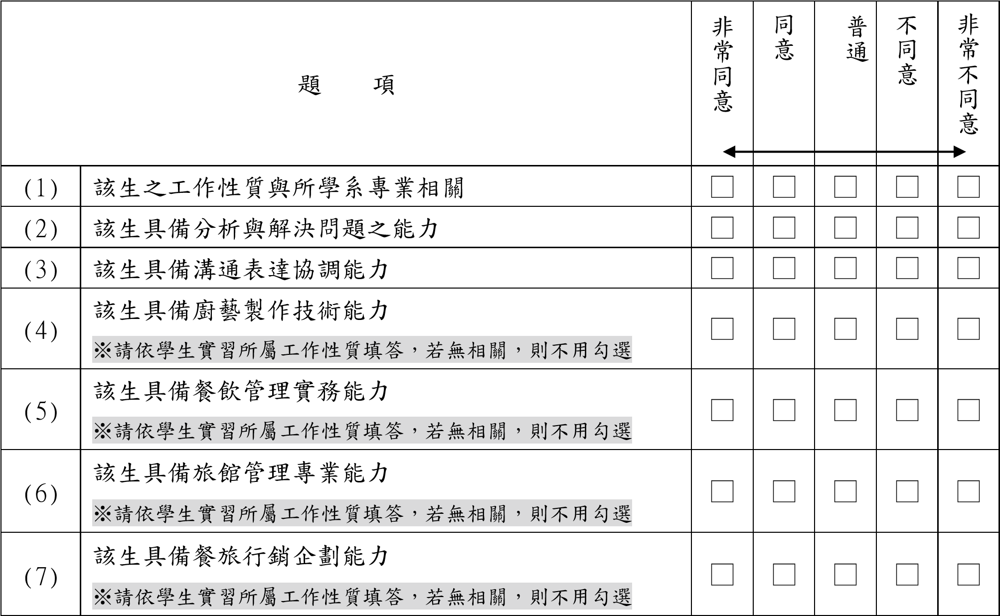 題 項
非常同意
同意
普通
不同意
非常不同意
(1) 該生之工作性質與所學系專業相關 □ □ □ □ □
(2) 該生具備分析與解決問題之能力 □ □ □ □ □
(3) 該生具備溝通表達協調能力 □ □ □ □ □
(4) 該生具備廚藝製作技術能力 □ □ □ □ □
※請依學生實習所屬工作性質填答，若無相關，則不用勾選
(5) 該生具備餐飲管理實務能力 □ □ □ □ □
※請依學生實習所屬工作性質填答，若無相關，則不用勾選
(6) 該生具備旅館管理專業能力 □ □ □ □ □
※請依學生實習所屬工作性質填答，若無相關，則不用勾選
(7) 該生具備餐旅行銷企劃能力 □ □ □ □ □
※請依學生實習所屬工作性質填答，若無相關，則不用勾選